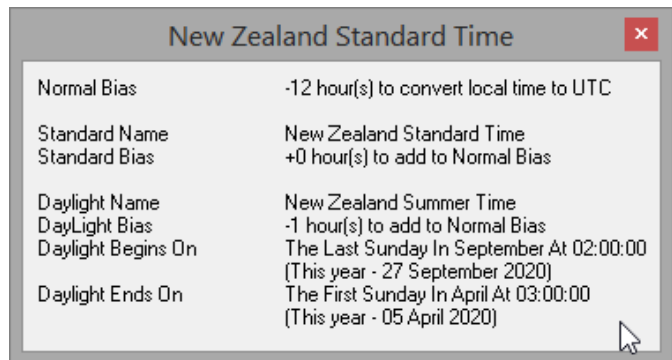 New Zealand Standard Time
Normal Bias -12 hour(s) to convert local time to UTC
Standard Name New Zealand Standard Time
Standard Bias +0 hour(s) to add to Normal Bias
Daylight Name New Zealand Summer Time
DayLight Bias -1 hour(s) to add to Normal Bias
Daylight Begins On The Last Sunday In September At 02:00:00
(This year - 27 September 2020)
Daylight Ends On The First Sunday In April At 03:00:00
(This year - 05 April 2020)